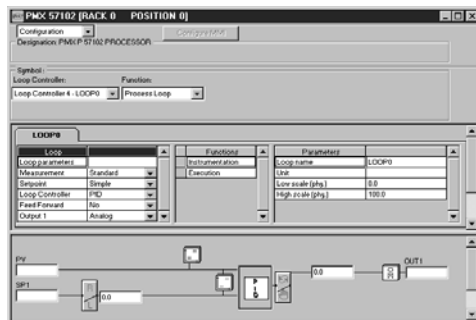 PMX 57102 [RACK 0 POSITION 0]
Configuration
Configure MMI
Designation: PMX P 57102 PROCESSOR
Symbol:
Loop Controller: Function:
Loop Controller 4 - LOOP0 Process Loop
LOOP0
Loop
Loop parameters
Measurement Standard
Setpoint Simple
Loop Controller PID
Feed Forward No
Output 1 Analog
Functions
Instrumentation
Execution
Parameters
Loop name LOOP0
Unit
Low scale (phy.) 0.0
High scale (phy.) 100.0
PV
SP1
0.0
P
I
D
0.0
OUT1